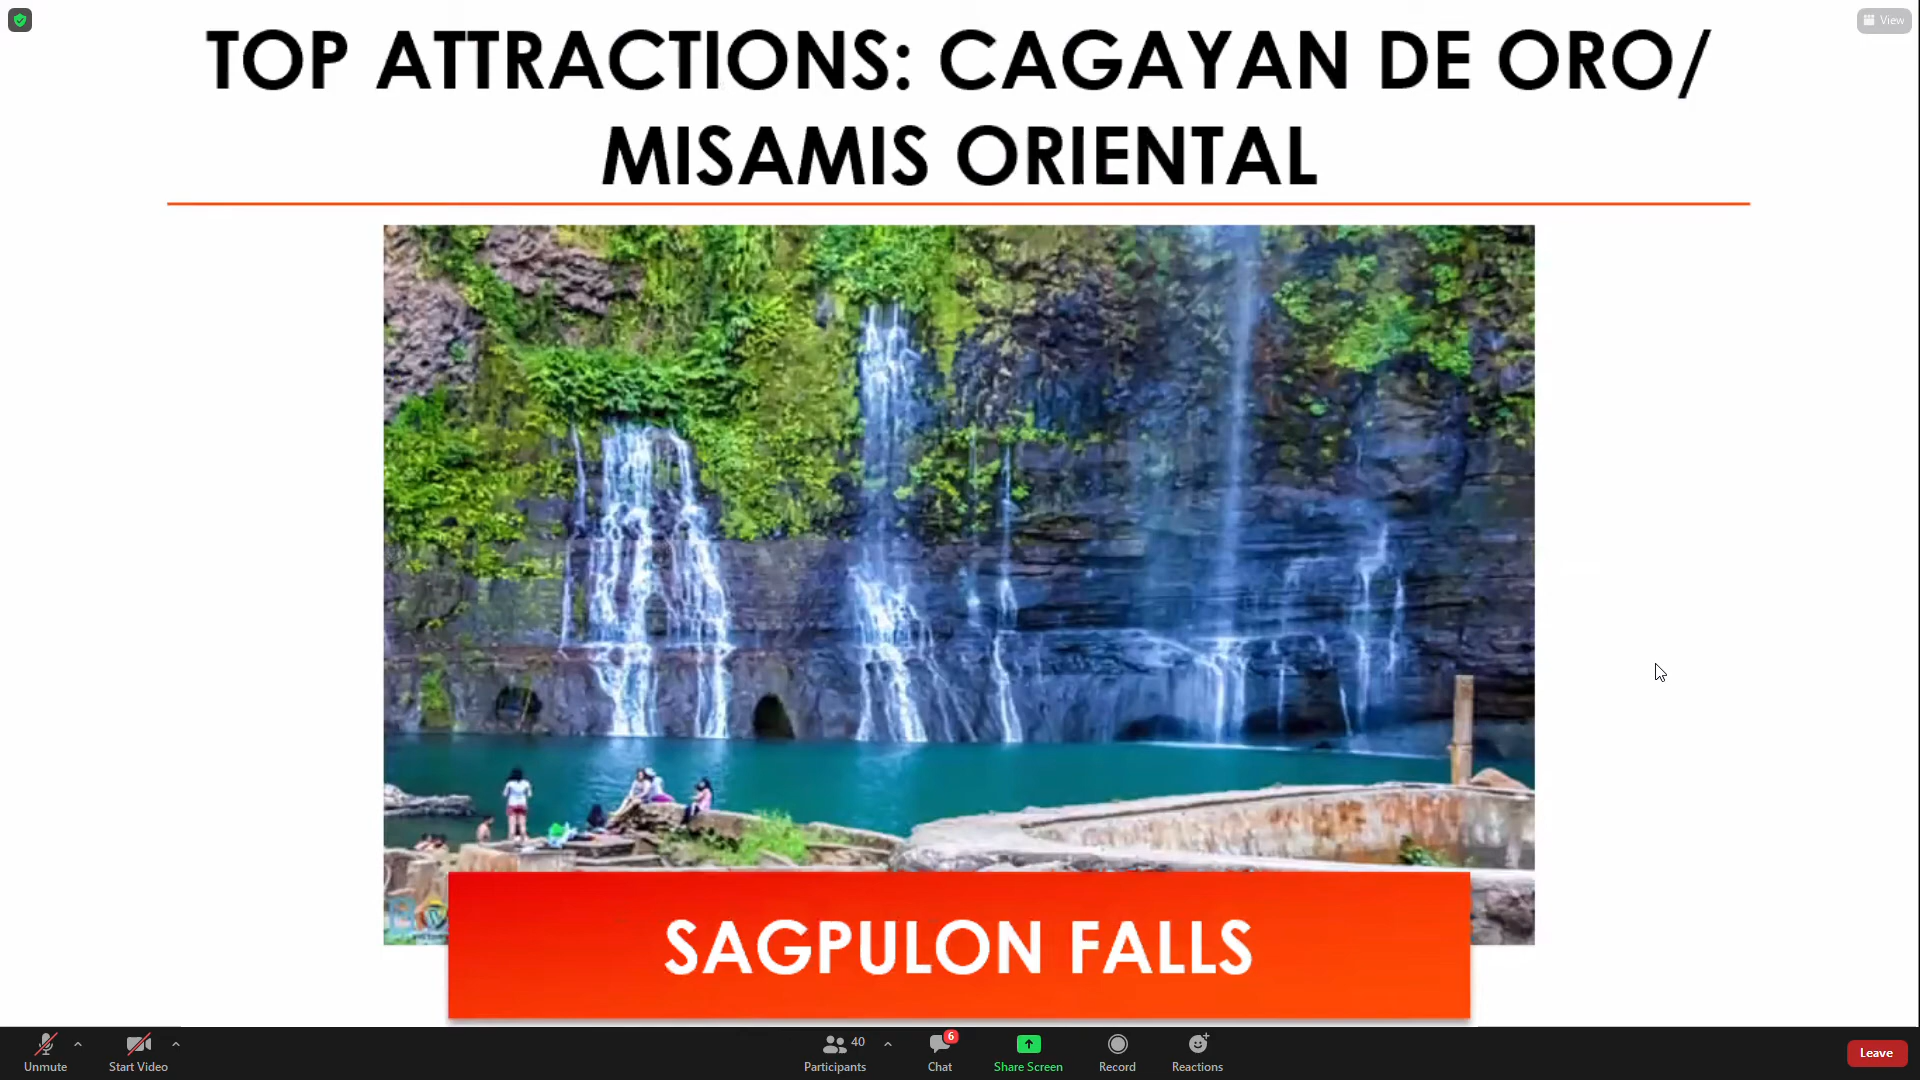 View
TOP ATTRACTIONS: CAGAYAN DE ORO/
MISAMIS ORIENTAL
SAGPULON FALLS
40
6
Unmute
Start Video
Participants
Chat
Share Screen
Record
Reactions
Leave